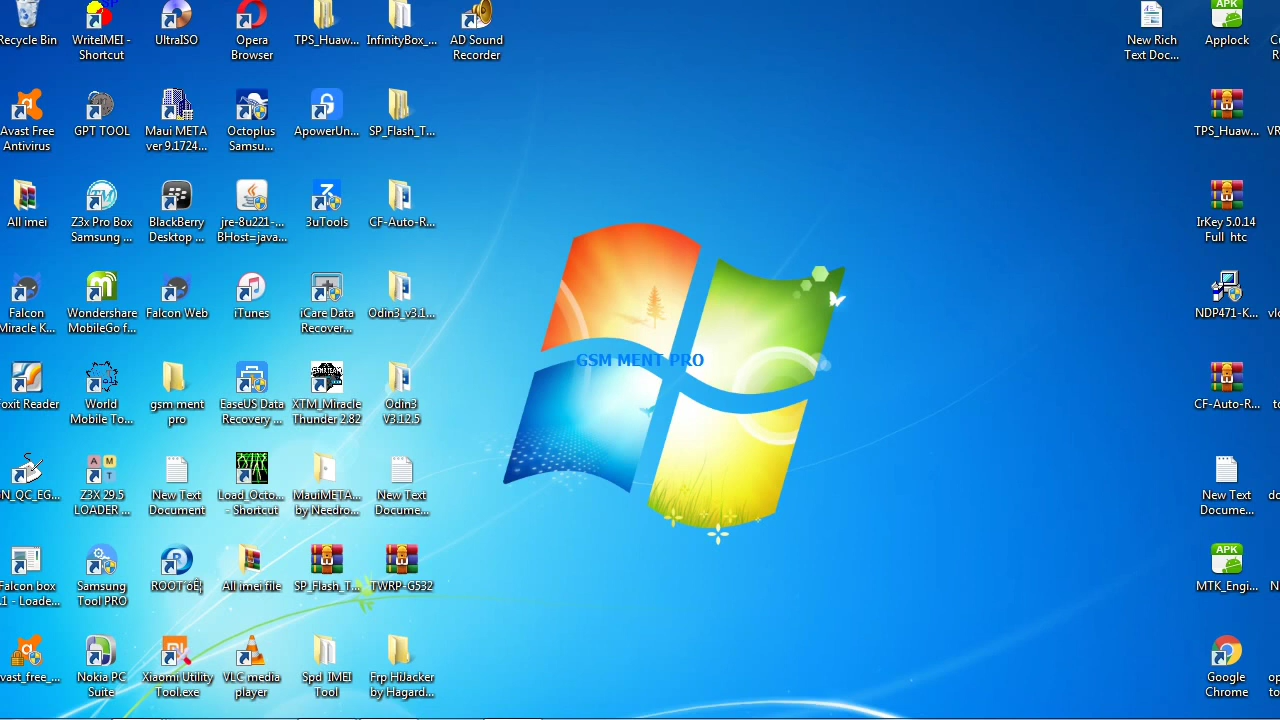 Recycle Bin
WriteIMEI -
Shortcut
UltraISO
Opera
Browser
TPS_Huaw...
InfinityBox_...
AD Sound
Recorder
New Rich
Text Doc...
APK
Applock
Avast Free
Antivirus
GPT TOOL
Maui META
ver 9.1724...
Octoplus
Samsu...
ApowerUn...
SP_Flash_T...
TPS_Huaw...
All imei
Z3x Pro Box
Samsung ...
BlackBerry
Desktop ...
jre-8u221-...
BHost=java...
3uTools
CF-Auto-R...
IrKey 5.0.14
Full htc
Falcon
Miracle K...
Wondershare
MobileGo f...
Falcon Web
iTunes
iCare Data
Recover...
Odin3_v3.1...
NDP471-K...
GSM MENT PRO
oxit Reader
World
Mobile To...
gsm ment
pro
EaseUS Data
Recovery ...
XTM_Miracle
Thunder 2.82
Odin3
V3.12.5
CF-Auto-R...
N_QC_EG...
A M
Z3X 29.5
LOADER ...
New Text
Document
Load_Octo...
- Shortcut
MauiMETA...
by Needro...
New Text
Docume...
New Text
Docume...
Falcon box
.1 - Loade...
Samsung
Tool PRO
ROOT
All imei file
SP_Flash_T...
TWRP-G532
APK
MTK_Engi...
vast_free_...
Nokia PC
Suite
Xiaomi Utility
Tool.exe
VLC media
player
Spd IMEI
Tool
Frp HiJacker
by Hagard...
Google
Chrome